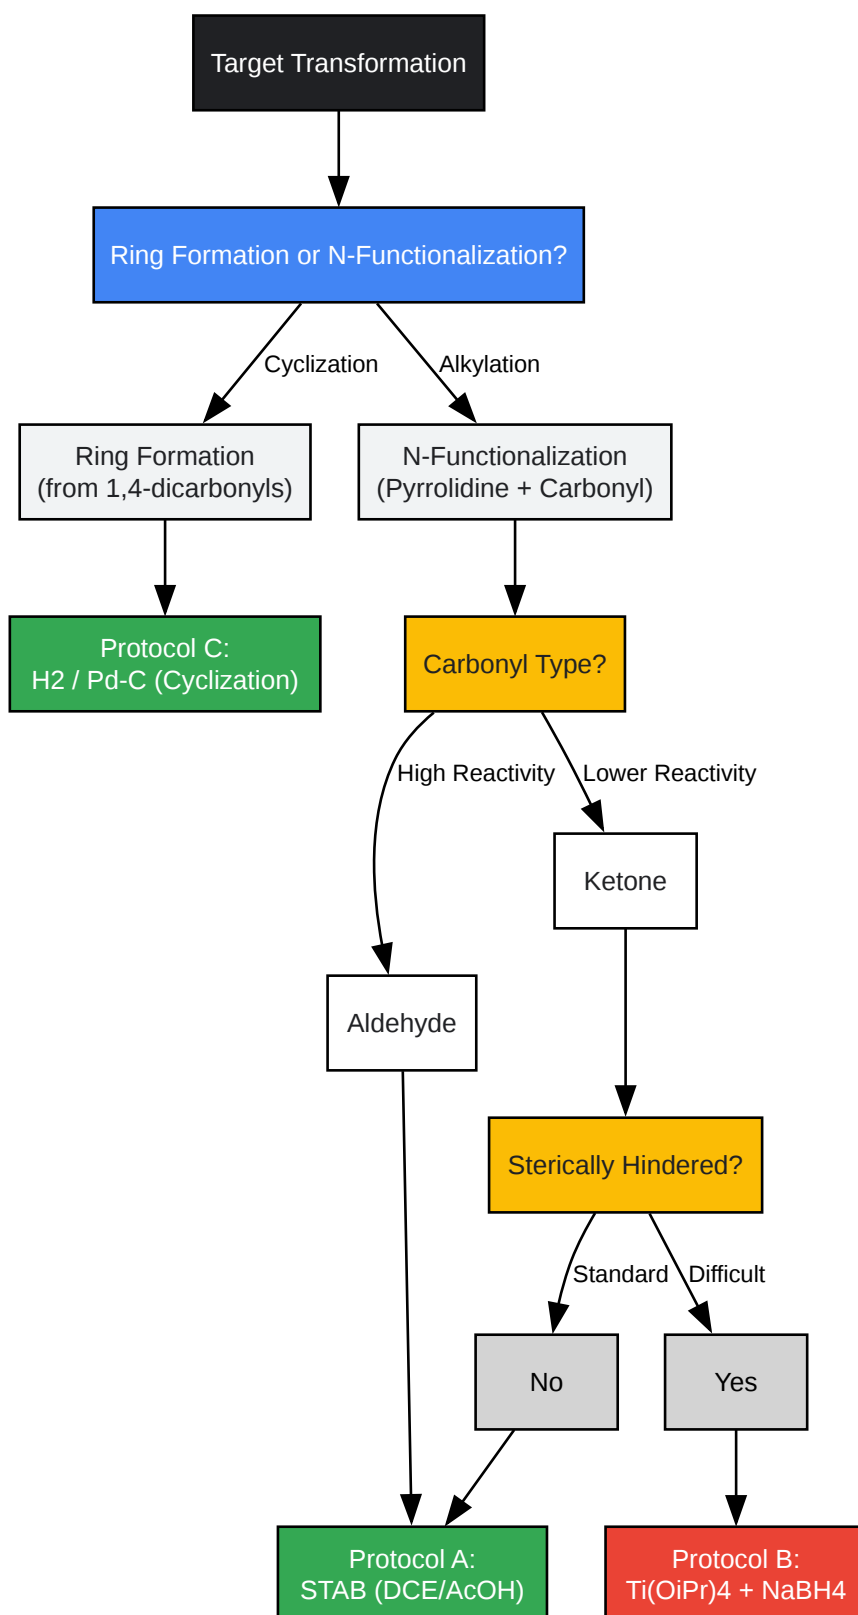 Target Transformation
Ring Formation or N-Functionalization?
Cyclization
Alkylation
Ring Formation
(from 1,4-dicarbonyls)
N-Functionalization
(Pyrrolidine + Carbonyl)
Protocol C:
H2 / Pd-C (Cyclization)
Carbonyl Type?
High Reactivity
Lower Reactivity
Ketone
Aldehyde
Sterically Hindered?
Standard
Difficult
No
Yes
Protocol A:
STAB (DCE/AcOH)
Protocol B:
Ti(OiPr)4 + NaBH4